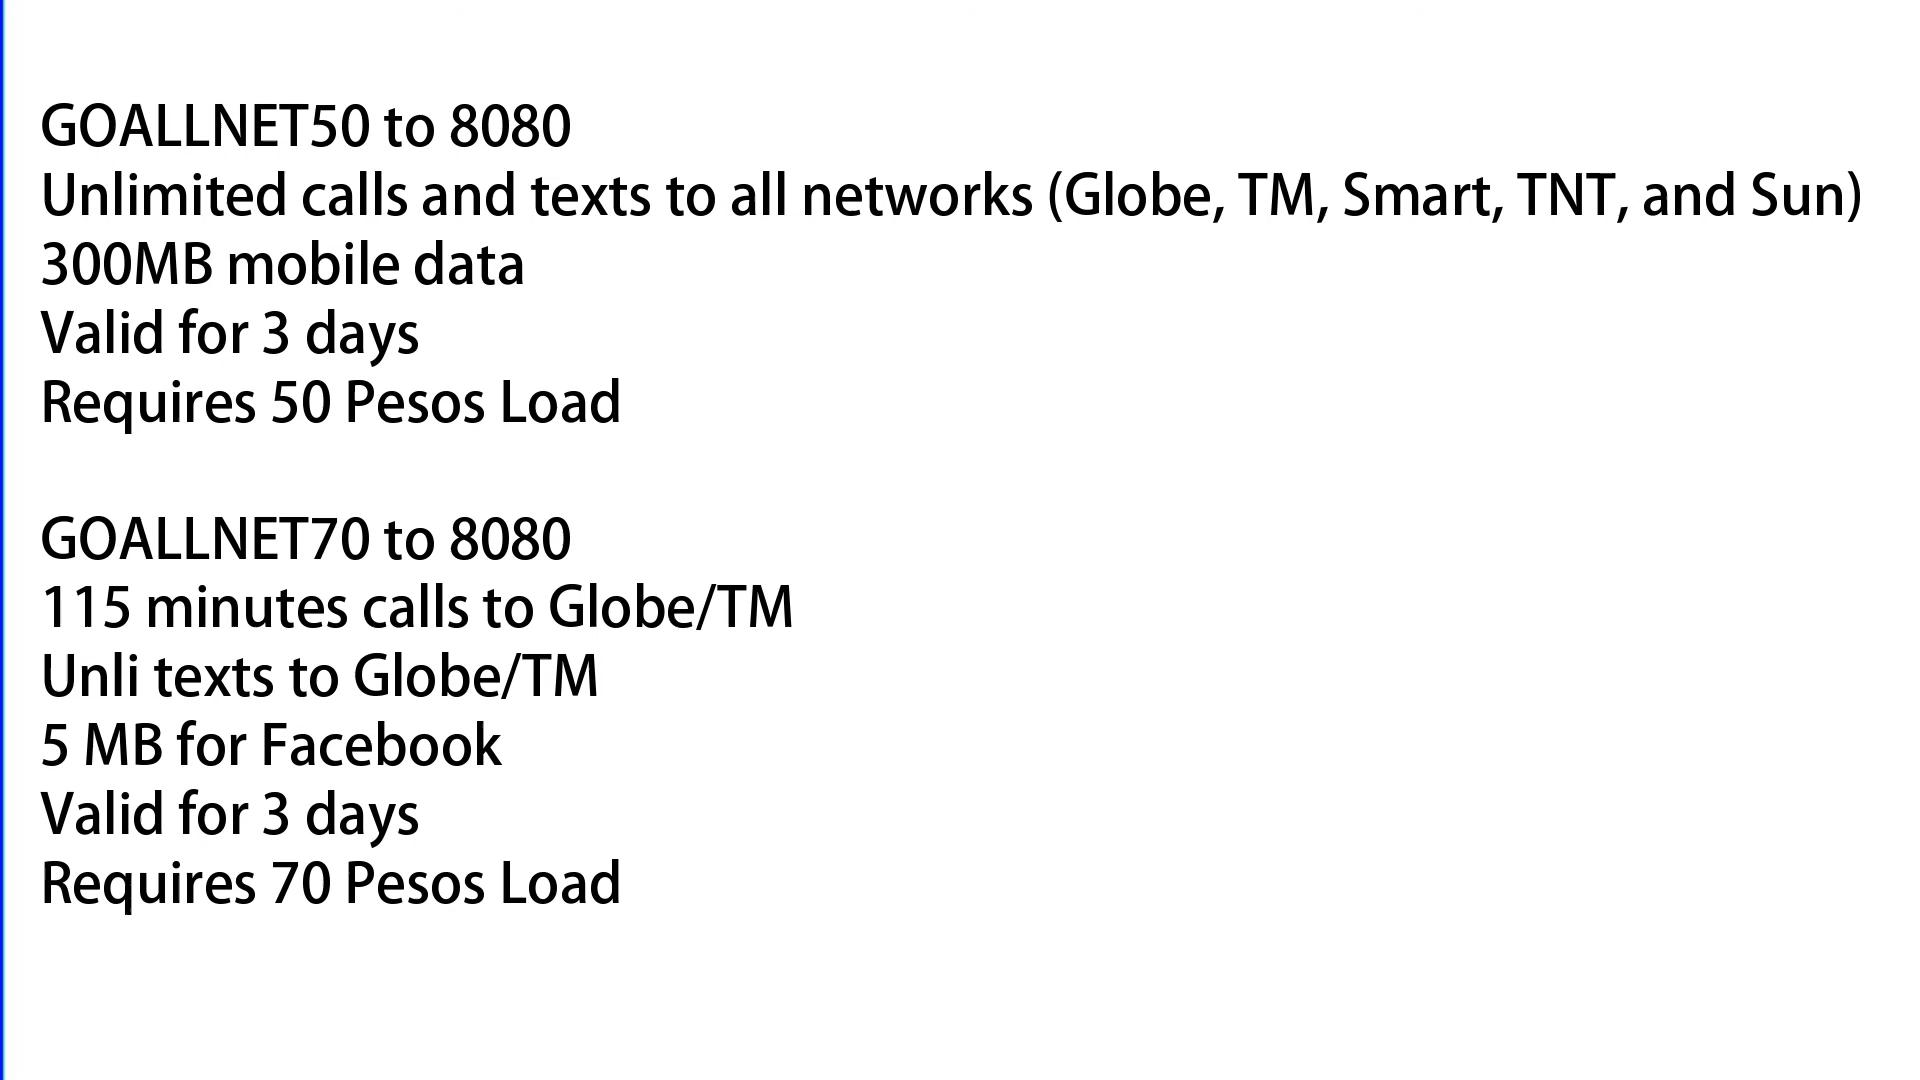 GOALLNET50 to 8080
Unlimited calls and texts to all networks (Globe, TM, Smart, TNT, and Sun)
300MB mobile data
Valid for 3 days
Requires 50 Pesos Load
GOALLNET70 to 8080
115 minutes calls to Globe/TM
Unli texts to Globe/TM
5 MB for Facebook
Valid for 3 days
Requires 70 Pesos Load